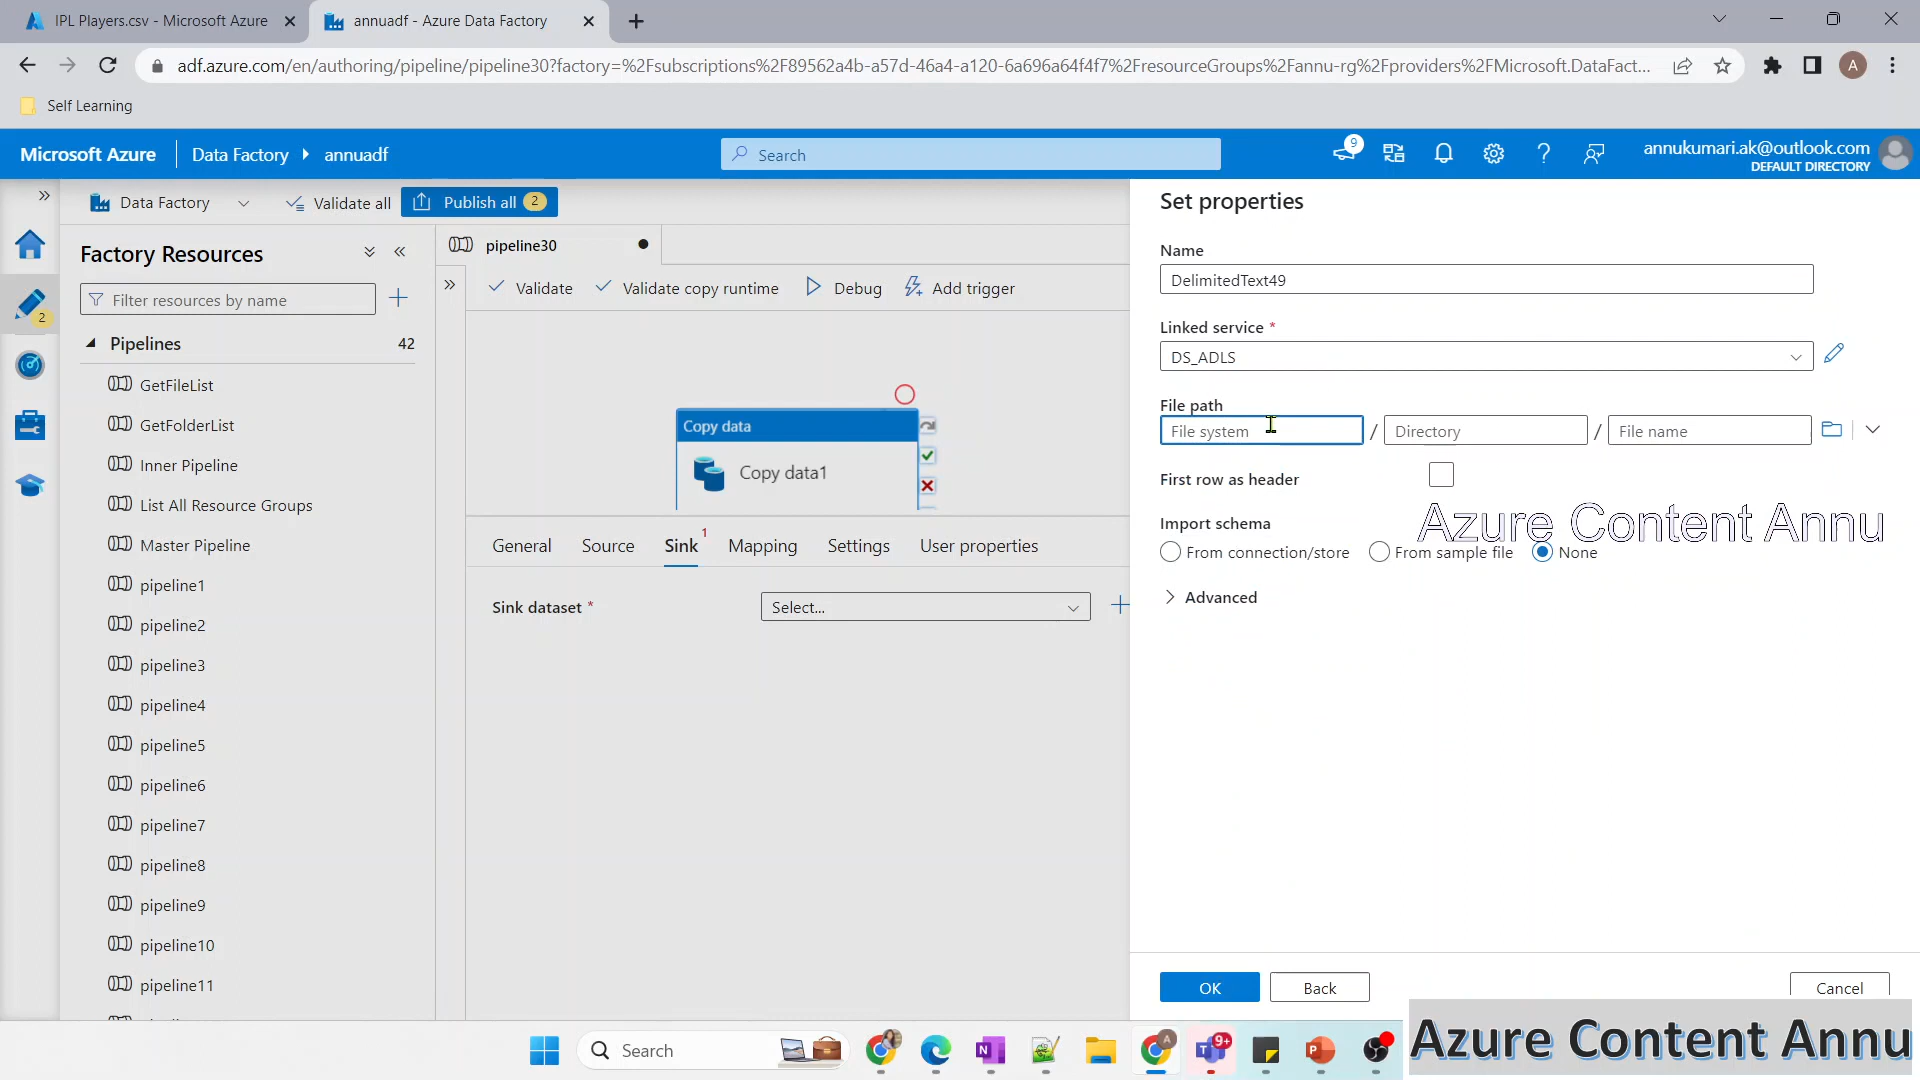 IPL Players.csv - Microsoft Azure
annuadf - Azure Data Factory
adf.azure.com/en/authoring/pipeline/pipeline30?factory=%2Fsubscriptions%2F89562a4b-a57d-46a4-a120-6a696a64f4f7%2FresourceGroups%2Fannu-rg%2Fproviders%2FMicrosoft.DataFact...
A
Self Learning
Microsoft Azure
Data Factory
annuadf
Search
9
annukumari.ak@outlook.com
DEFAULT DIRECTORY
Data Factory
Validate all
Publish all 2
Factory Resources
Filter resources by name
2
Pipelines 42
GetFileList
GetFolderList
Inner Pipeline
List All Resource Groups
Master Pipeline
pipeline1
pipeline2
pipeline3
pipeline4
pipeline5
pipeline6
pipeline7
pipeline8
pipeline9
pipeline10
pipeline11
pipeline30
Validate
Validate copy runtime
Debug
Add trigger
Copy data
Copy data1
General
Source
Sink 1
Mapping
Settings
User properties
Sink dataset *
Select...
Set properties
Name
DelimitedText49
Linked service *
DS_ADLS
File path
File system / Directory / File name
First row as header
Azure Content Annu
Import schema
From connection/store
From sample file
None
Advanced
OK
Back
Cancel
Search
A
9+
Azure Content Annu